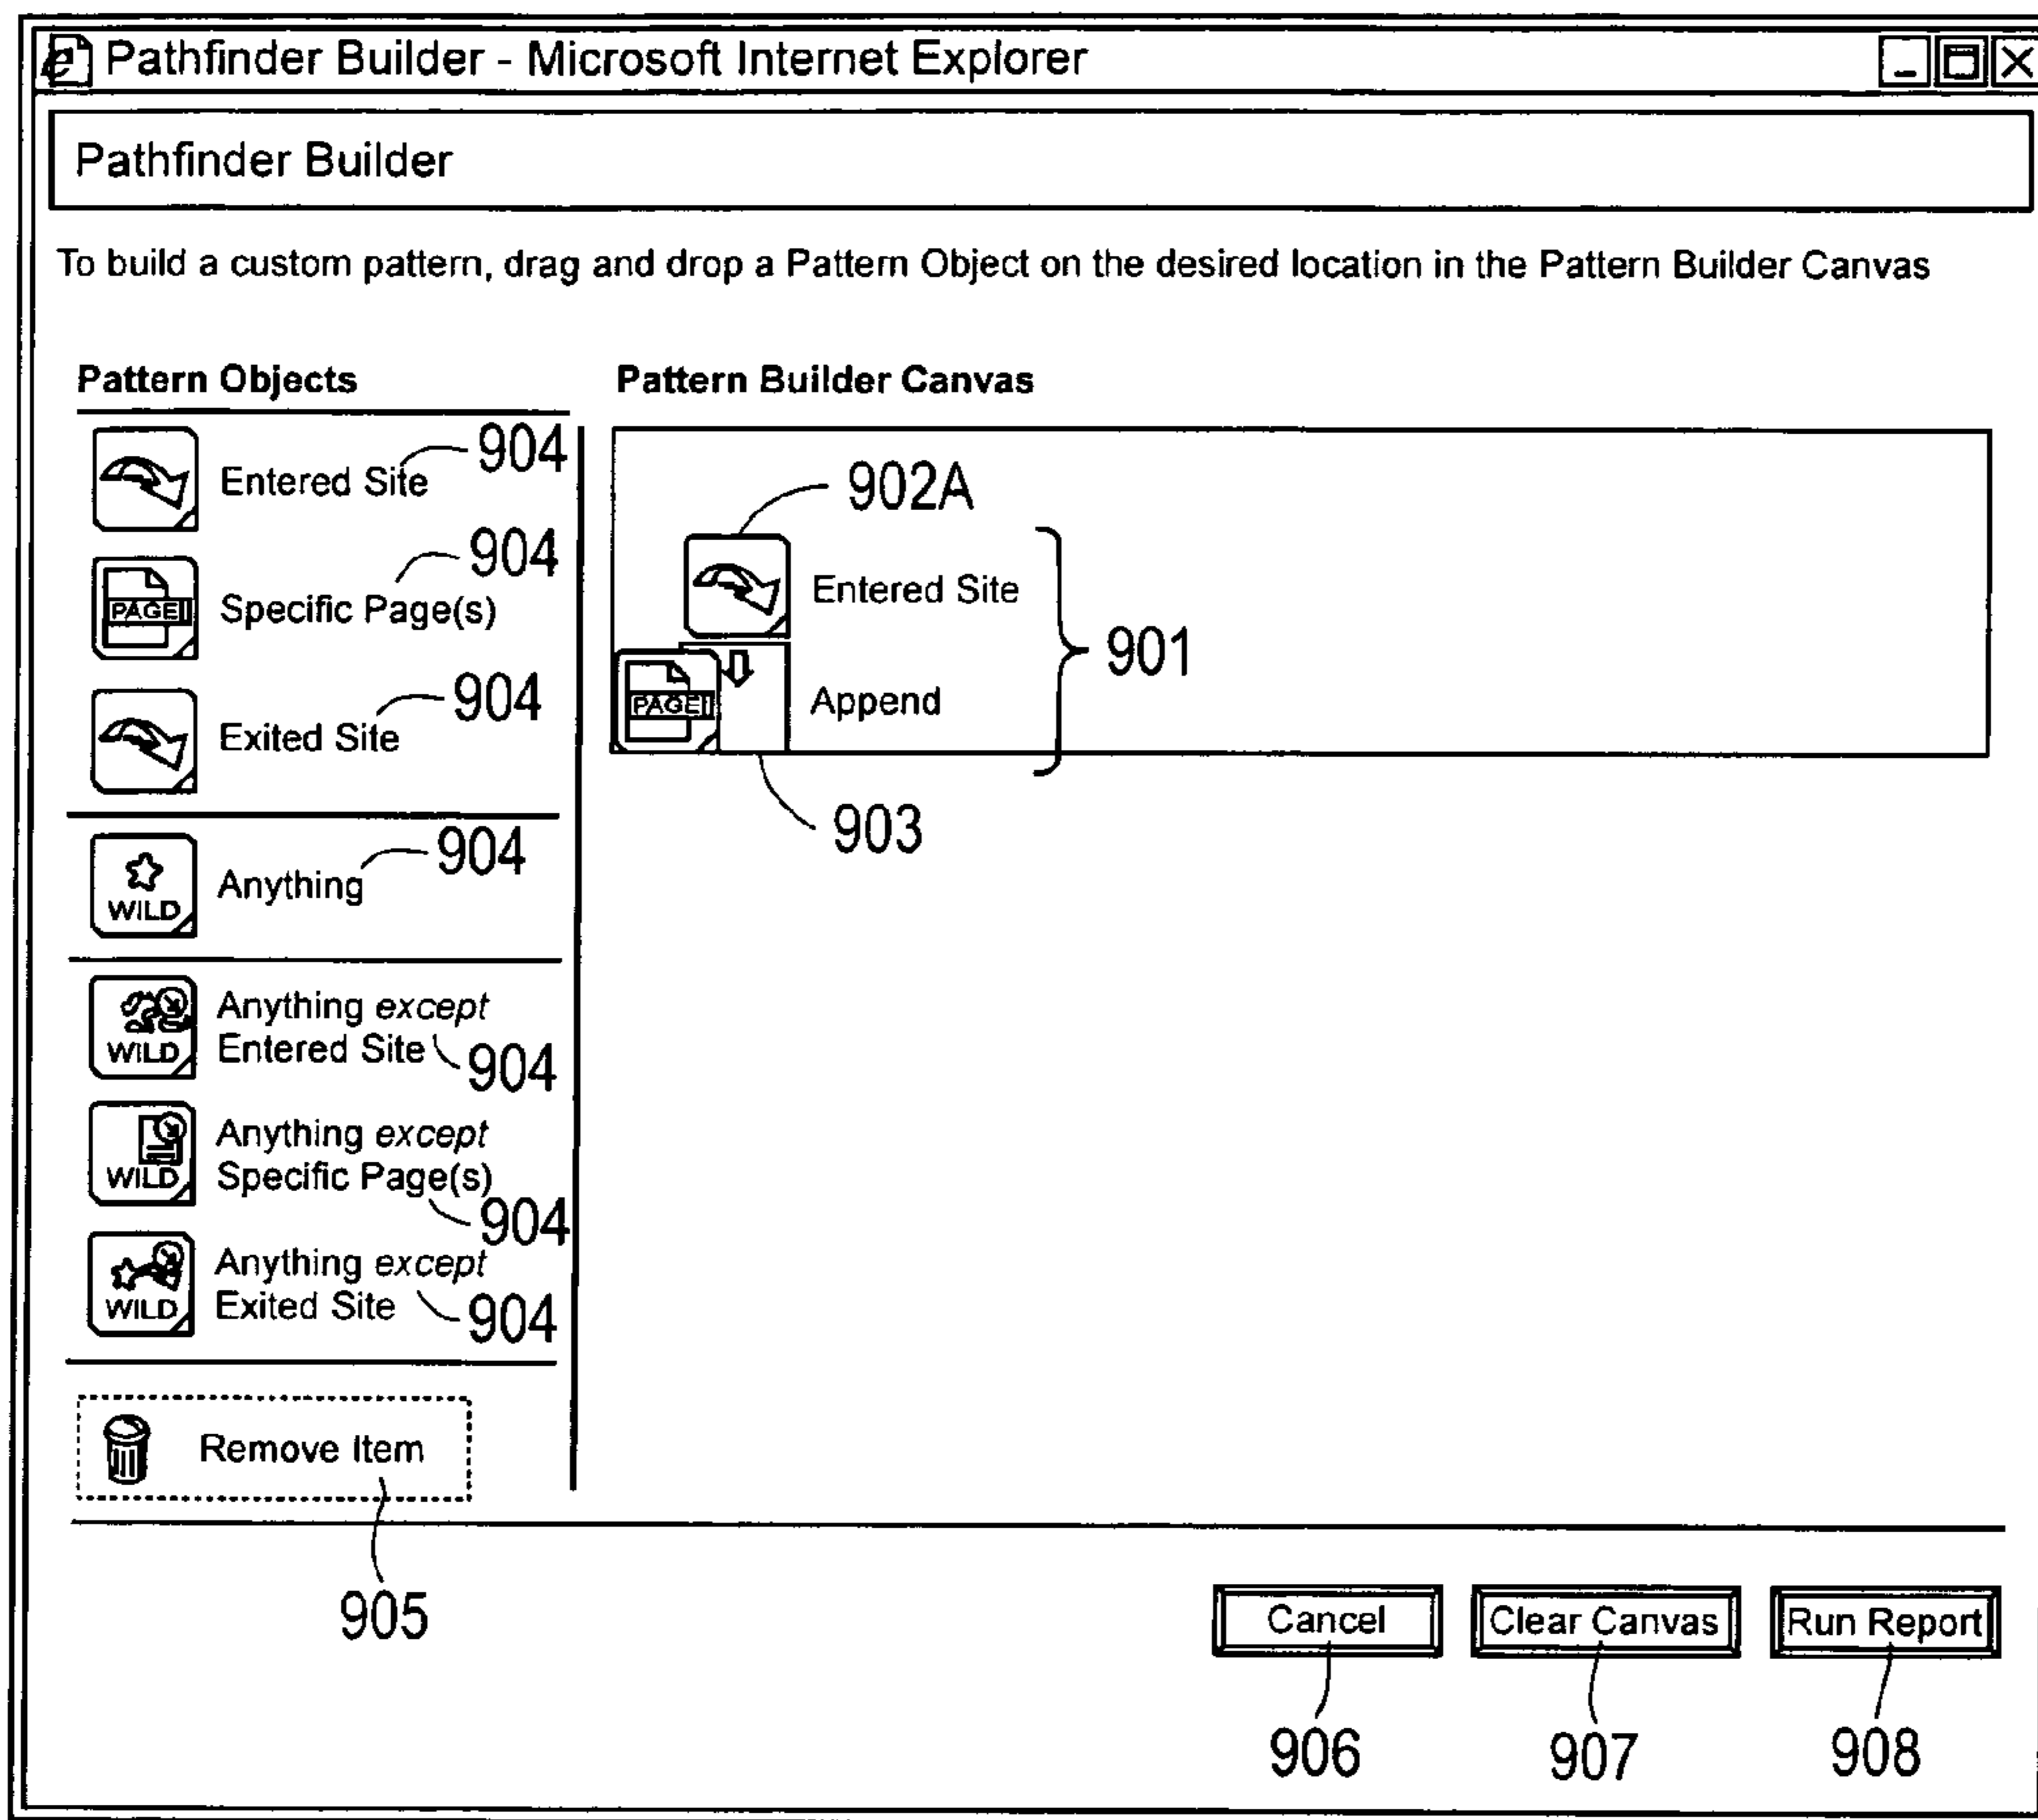 Pathfinder Builder - Microsoft Internet Explorer
Pathfinder Builder
To build a custom pattern, drag and drop a Pattern Object on the desired location in the Pattern Builder Canvas
Pattern Objects
Entered Site
904
PAGE
Specific Page(s)
904
Exited Site
904
WILD
Anything
904
WILD
Anything except
Entered Site
904
WILD
Anything except
Specific Page(s)
904
WILD
Anything except
Exited Site
904
Remove Item
905
Pattern Builder Canvas
902A
Entered Site
PAGE
Append
901
903
Cancel
Clear Canvas
Run Report
906
907
908